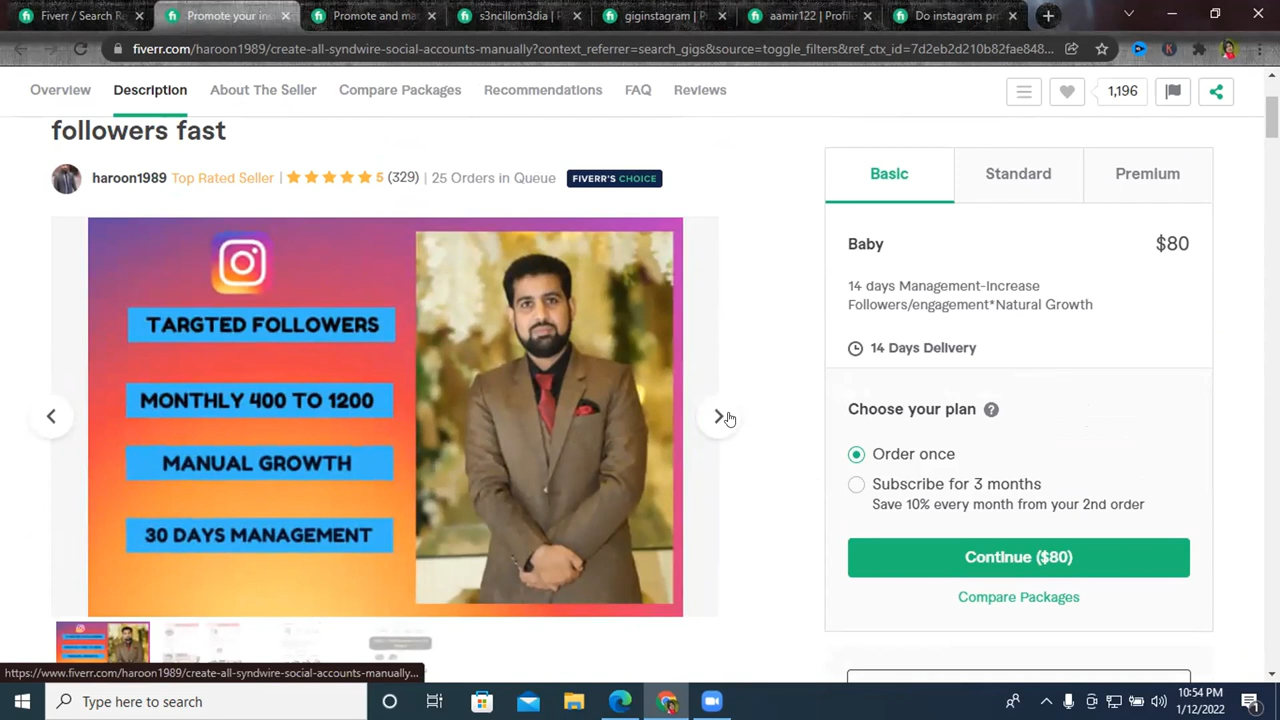 Fiverr / Search Re
Promote your ins
Promote and ma
s3ncillom3dia | P
giginstagram | P
aamir122 | Profile
Do instagram pr
fiverr.com/haroon1989/create-all-syndwire-social-accounts-manually?context_referrer=search_gigs&source=toggle_filters&ref_ctx_id=7d2eb2d210b82fae848...
Overview
Description
About The Seller
Compare Packages
Recommendations
FAQ
Reviews
1,196
followers fast
haroon1989 Top Rated Seller | 5 (329) | 25 Orders in Queue FIVERR'S CHOICE
TARGTED FOLLOWERS
MONTHLY 400 TO 1200
MANUAL GROWTH
30 DAYS MANAGEMENT
Basic
Standard
Premium
Baby
$80
14 days Management-Increase
Followers/engagement*Natural Growth
14 Days Delivery
Choose your plan ?
Order once
Subscribe for 3 months
Save 10% every month from your 2nd order
Continue ($80)
Compare Packages
https://www.fiverr.com/haroon1989/create-all-syndwire-social-accounts-manually...
Type here to search
10:54 PM
1/12/2022